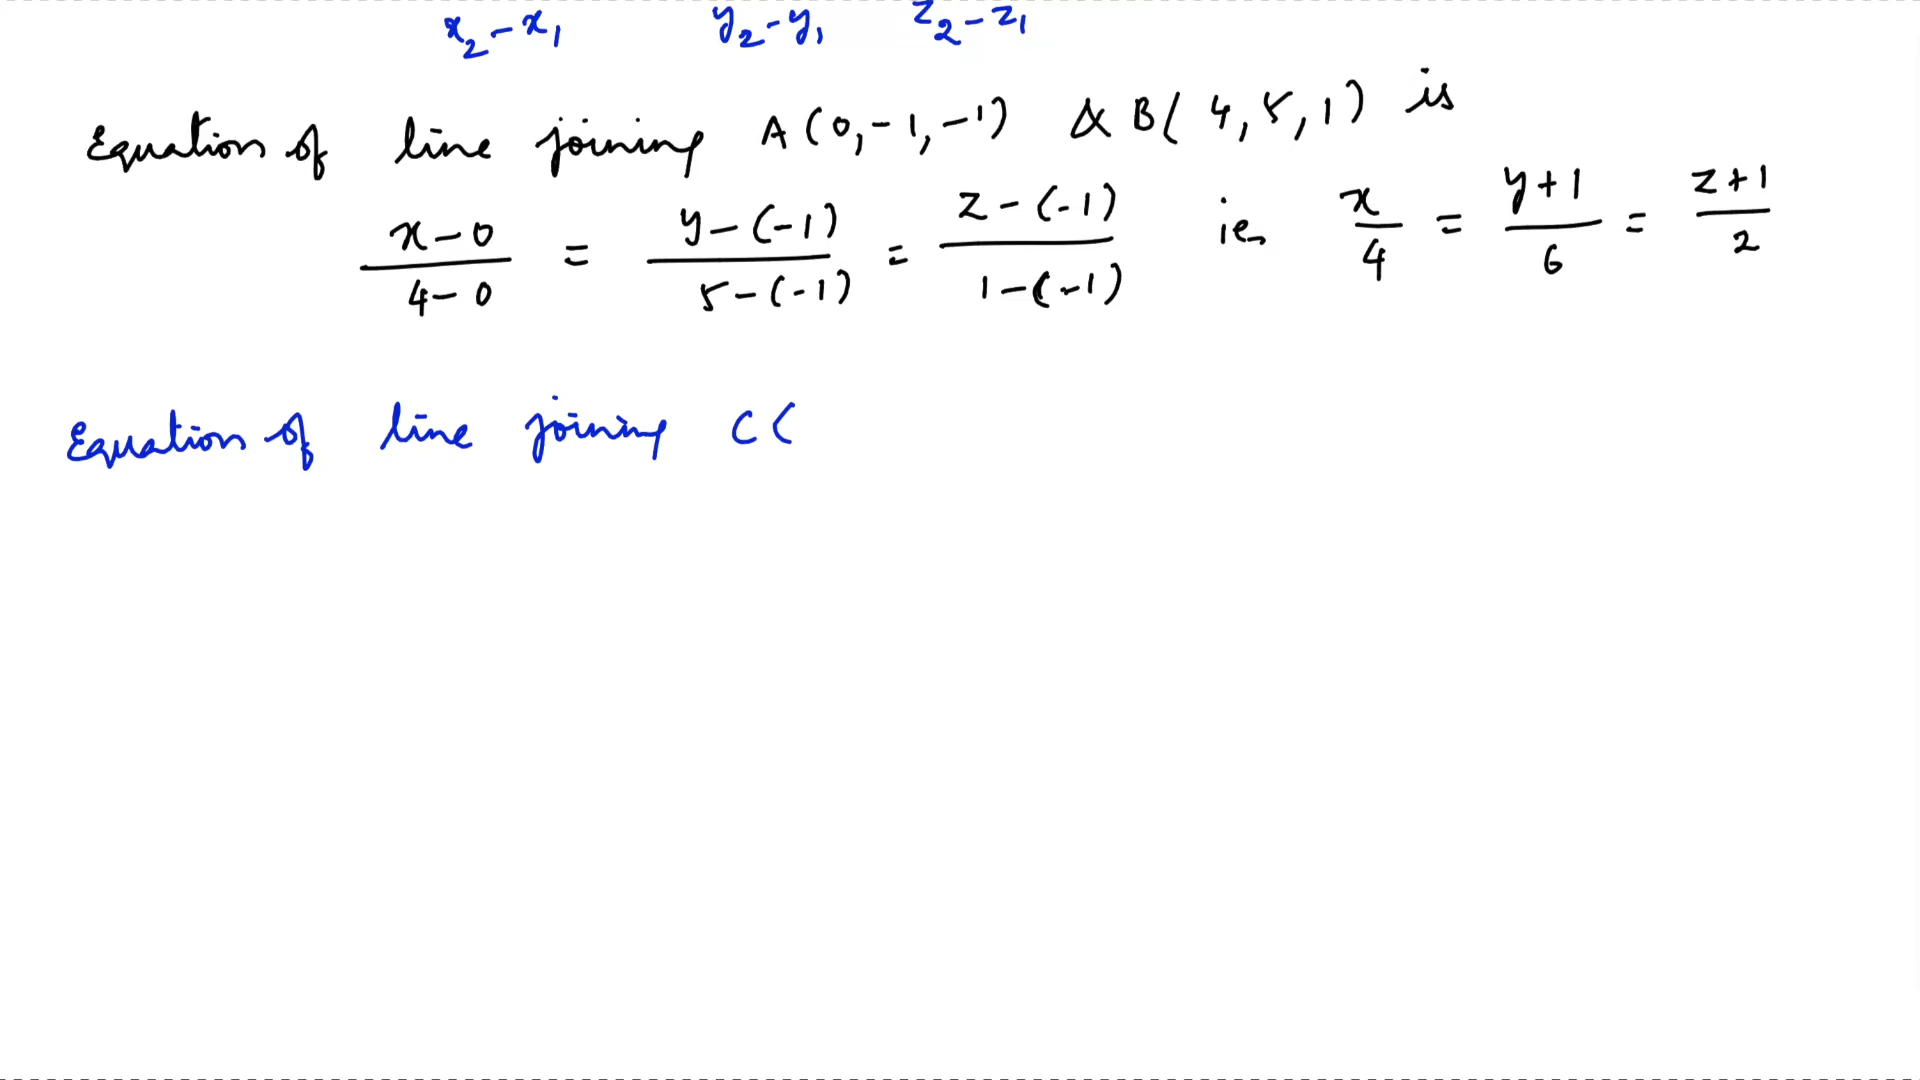 x₂-x₁ y₂-y₁ z₂-z₁
Equation of line joining A(0,-1,-1) & B(4,5,1) is
x-0/4-0 = y-(-1)/5-(-1) = z-(-1)/1-(-1) ie, x/4 = y+1/6 = z+1/2
Equation of line joining C(